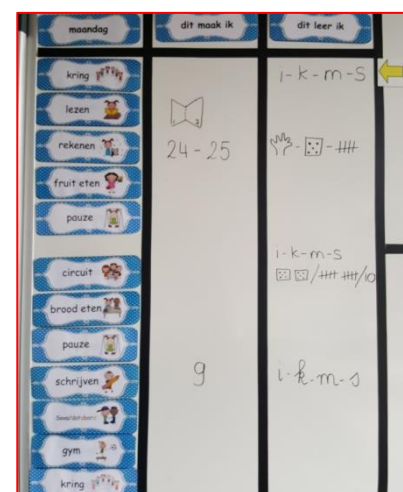 maandag dit maak ik dit leer ik
kring i-k-m-s
lezen
rekenen 24-25
fruit eten
pauze
circuit i-k-m-s
/ /10
brood eten
pauze
schrijven 9 i-k-m-s
gym
kring